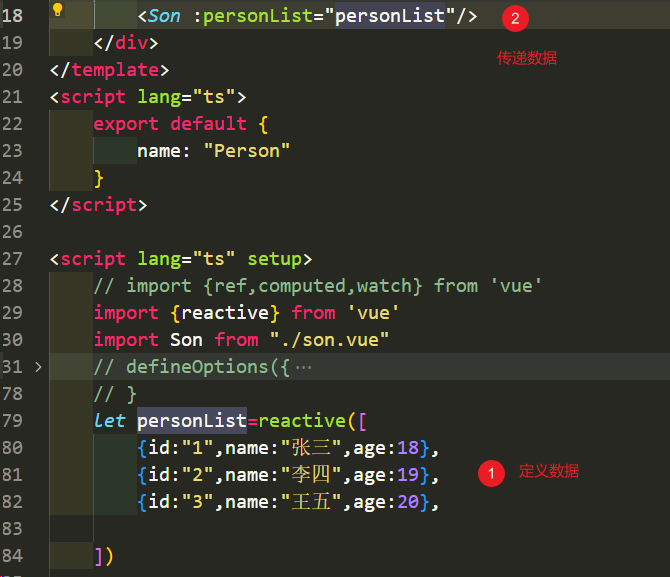 18 <Son :personList="personList"/> 2
传递数据
19 </div>
20 </template>
21 <script lang="ts">
22 export default {
23 name: "Person"
24 }
25 </script>
26
27 <script lang="ts" setup>
28 // import {ref,computed,watch} from 'vue'
29 import {reactive} from 'vue'
30 import Son from "./son.vue"
31 // defineOptions({ ···
78 // }
79 let personList=reactive([
80 {id:"1",name:"张三",age:18},
81 {id:"2",name:"李四",age:19}, 1 定义数据
82 {id:"3",name:"王五",age:20},
83
84 ])